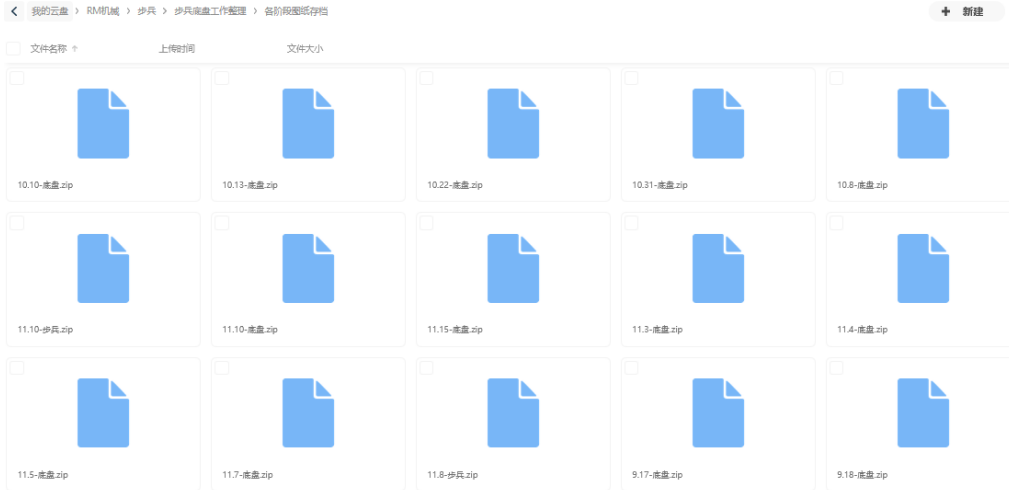 我的云盘 > RM机械 > 步兵 > 步兵底盘工作整理 > 各阶段图纸存档
+ 新建
文件名称 ↑ 上传时间 文件大小
10.10-底盘.zip 10.13-底盘.zip 10.22-底盘.zip 10.31-底盘.zip 10.8-底盘.zip
11.10-步兵.zip 11.10-底盘.zip 11.15-底盘.zip 11.3-底盘.zip 11.4-底盘.zip
11.5-底盘.zip 11.7-底盘.zip 11.8-步兵.zip 9.17-底盘.zip 9.18-底盘.zip